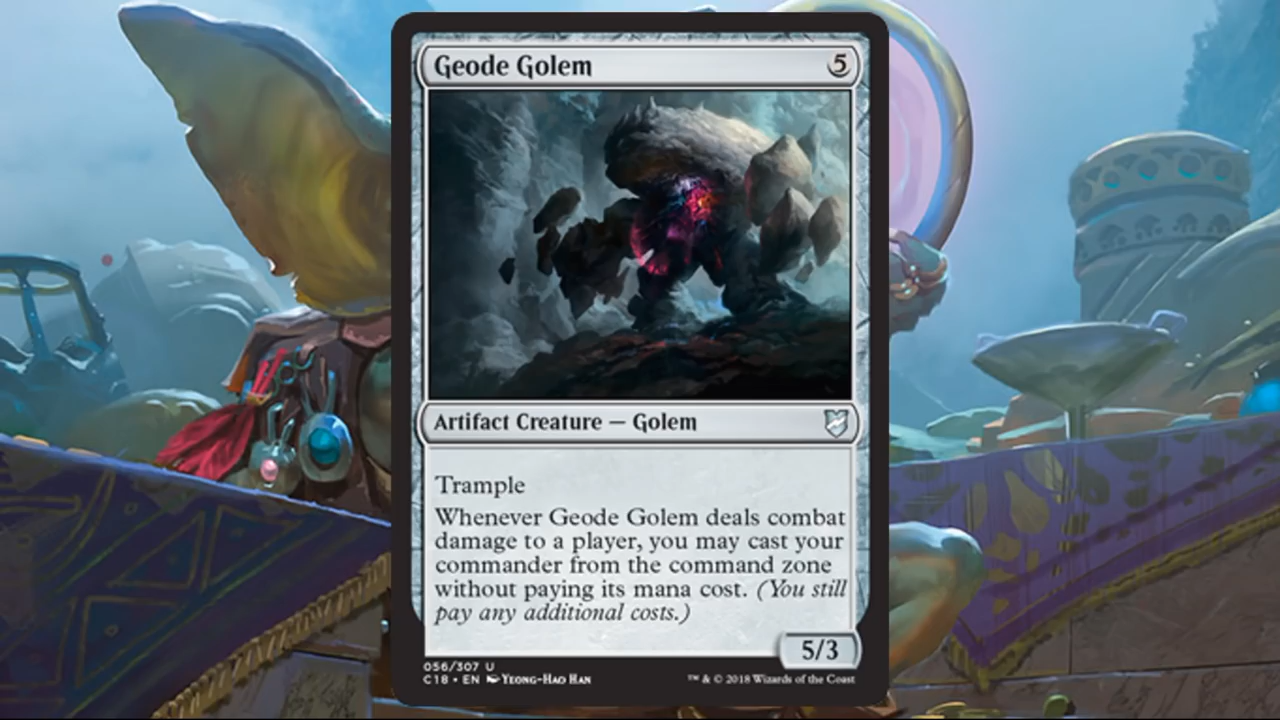 Geode Golem 5
Artifact Creature — Golem
Trample
Whenever Geode Golem deals combat
damage to a player, you may cast your
commander from the command zone
without paying its mana cost. (You still
pay any additional costs.)
5/3
056/307 U
C18 • EN Yeong-Hao Han
™ & © 2018 Wizards of the Coast